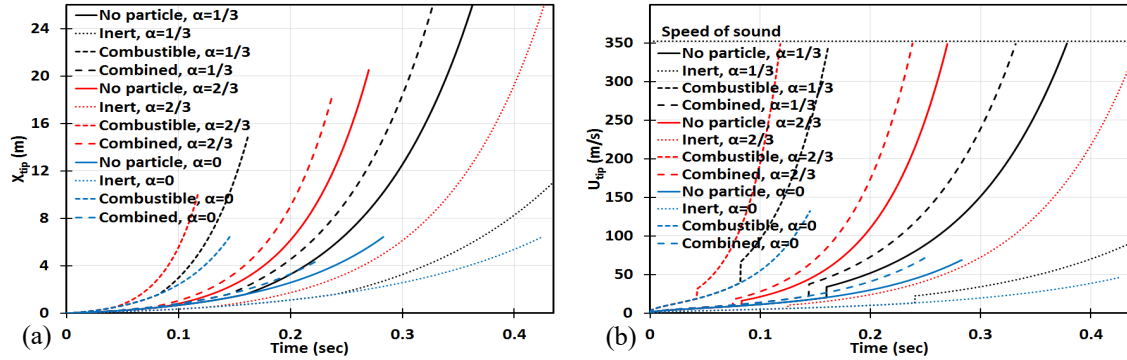 No particle, α=1/3
Inert, α=1/3
Combustible, α=1/3
Combined, α=1/3
No particle, α=2/3
Inert, α=2/3
Combustible, α=2/3
Combined, α=2/3
No particle, α=0
Inert, α=0
Combustible, α=0
Combined, α=0
X_tip (m)
24
20
16
12
8
4
0
0 0.1 0.2 0.3 0.4
Time (sec)
(a)
Speed of sound
No particle, α=1/3
Inert, α=1/3
Combustible, α=1/3
Combined, α=1/3
No particle, α=2/3
Inert, α=2/3
Combustible, α=2/3
Combined, α=2/3
No particle, α=0
Inert, α=0
Combustible, α=0
Combined, α=0
U_tip (m/s)
350
300
250
200
150
100
50
0
0 0.1 0.2 0.3 0.4
Time (sec)
(b)